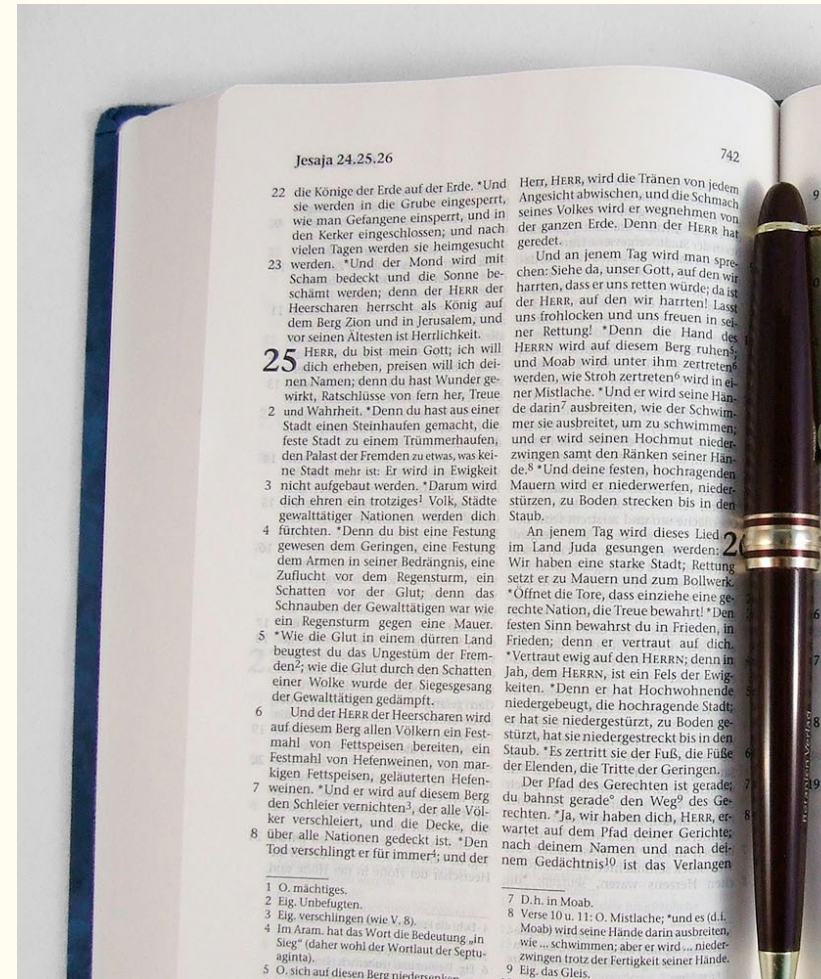 Jesaja 24.25.26
742
22 die Könige der Erde auf der Erde. *Und
sie werden in die Grube eingesperrt,
wie man Gefangene einsperrt, und in
den Kerker eingeschlossen; und nach
vielen Tagen werden sie heimgesucht
23 werden. *Und der Mond wird mit
Scham bedeckt und die Sonne be-
schämt werden; denn der HERR der
Heerscharen herrscht als König auf
dem Berg Zion und in Jerusalem, und
vor seinen Ältesten ist Herrlichkeit.
25 HERR, du bist mein Gott; ich will
dich erheben, preisen will ich dei-
nen Namen; denn du hast Wunder ge-
wirkt, Ratschlüsse von fern her, Treue
2 und Wahrheit. *Denn du hast aus einer
Stadt einen Steinhaufen gemacht, die
feste Stadt zu einem Trümmerhaufen,
den Palast der Fremden zu etwas, was kei-
ne Stadt mehr ist: Er wird in Ewigkeit
3 nicht aufgebaut werden. *Darum wird
dich ehren ein trotziges1 Volk, Städte
gewalttätiger Nationen werden dich
4 fürchten. *Denn du bist eine Festung
gewesen dem Geringen, eine Festung
dem Armen in seiner Bedrängnis, eine
Zuflucht vor dem Regensturm, ein
Schatten vor der Glut; denn das
Schnauben der Gewalttätigen war wie
ein Regensturm gegen eine Mauer.
5 *Wie die Glut in einem dürren Land
beugtest du das Ungestüm der Frem-
den2; wie die Glut durch den Schatten
einer Wolke wurde der Siegesgesang
der Gewalttätigen gedämpft.
6 Und der HERR der Heerscharen wird
auf diesem Berg allen Völkern ein Fest-
mahl von Fettspeisen bereiten, ein
Festmahl von Hefenweinen, von mar-
kigen Fettspeisen, geläuterten Hefen-
7 weinen. *Und er wird auf diesem Berg
den Schleier vernichten3, der alle Völ-
ker verschleiert, und die Decke, die
8 über alle Nationen gedeckt ist. *Den
Tod verschlingt er für immer4; und der
1 O. mächtiges.
2 Eig. Unbefugten.
3 Eig. verschlingen (wie V. 8).
4 Im Aram. hat das Wort die Bedeutung „in
Sieg“ (daher wohl der Wortlaut der Septu-
aginta).
5 O. sich auf diesen Berg niedersenken.
Herr, HERR, wird die Tränen von jedem
Angesicht abwischen, und die Schmach
seines Volkes wird er wegnehmen von
der ganzen Erde. Denn der HERR hat
geredet.
Und an jenem Tag wird man spre-
chen: Siehe da, unser Gott, auf den wir
harrten, dass er uns retten würde; da ist
der HERR, auf den wir harrten! Lasst
uns frohlocken und uns freuen in sei-
ner Rettung! *Denn die Hand des
HERRN wird auf diesem Berg ruhen5;
und Moab wird unter ihm zertreten6
werden, wie Stroh zertreten6 wird in ei-
ner Mistlache. *Und er wird seine Hän-
de darin7 ausbreiten, wie der Schwim-
mer sie ausbreitet, um zu schwimmen;
und er wird seinen Hochmut nieder-
zwingen samt den Ränken seiner Hän-
de.8 *Und deine festen, hochragenden
Mauern wird er niederwerfen, nieder-
stürzen, zu Boden strecken bis in den
Staub.
An jenem Tag wird dieses Lied
im Land Juda gesungen werden:
Wir haben eine starke Stadt; Rettung
setzt er zu Mauern und zum Bollwerk.
*Öffnet die Tore, dass einziehe eine ge-
rechte Nation, die Treue bewahrt! *Den
festen Sinn bewahrst du in Frieden, in
Frieden; denn er vertraut auf dich.
*Vertraut ewig auf den HERRN; denn in
Jah, dem HERRN, ist ein Fels der Ewig-
keiten. *Denn er hat Hochwohnende
niedergebeugt, die hochragende Stadt;
er hat sie niedergestürzt, zu Boden ge-
stürzt, hat sie niedergestreckt bis in den
Staub. *Es zertritt sie der Fuß, die Füße 6
der Elenden, die Tritte der Geringen.
Der Pfad des Gerechten ist gerade; 7
du bahnst gerade° den Weg9 des Ge-
rechten. *Ja, wir haben dich, HERR, er- 8
wartet auf dem Pfad deiner Gerichte;
nach deinem Namen und nach dei-
nem Gedächtnis10 ist das Verlangen
7 D.h. in Moab.
8 Verse 10 u. 11: O. Mistlache; *und es (d.i.
Moab) wird seine Hände darin ausbreiten,
wie ... schwimmen; aber er wird ... nieder-
zwingen trotz der Fertigkeit seiner Hände.
9 Eig. das Gleis.
Betanien Verlag